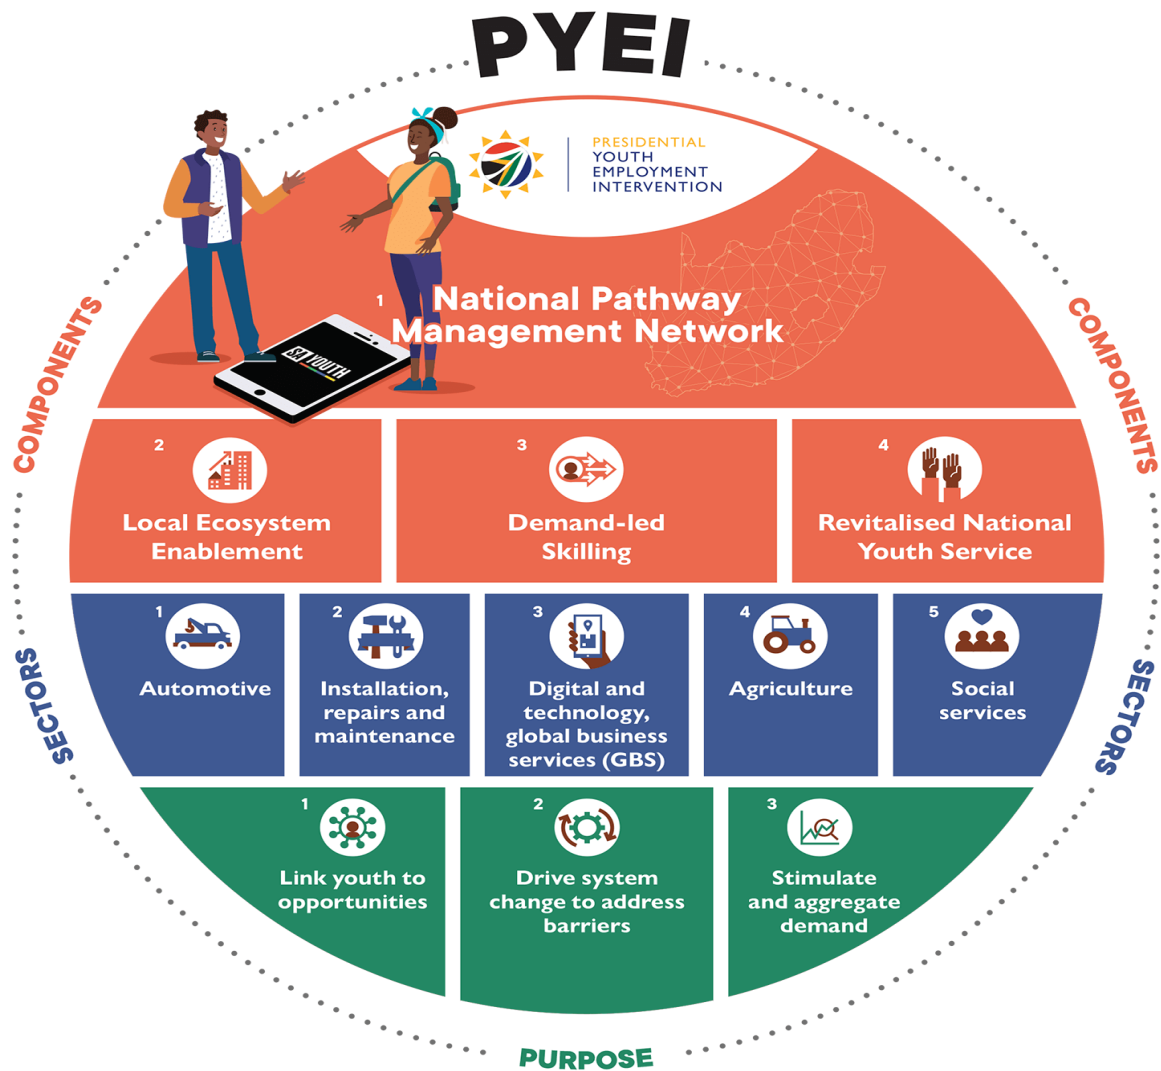 PYEI
PRESIDENTIAL
YOUTH
EMPLOYMENT
INTERVENTION
COMPONENTS
COMPONENTS
1
National Pathway
Management Network
SA YOUTH
2
Local Ecosystem
Enablement
3
Demand-led
Skilling
4
Revitalised National
Youth Service
SECTORS
SECTORS
1
Automotive
2
Installation,
repairs and
maintenance
3
Digital and
technology,
global business
services (GBS)
4
Agriculture
5
Social
services
1
Link youth to
opportunities
2
Drive system
change to address
barriers
3
Stimulate
and aggregate
demand
PURPOSE